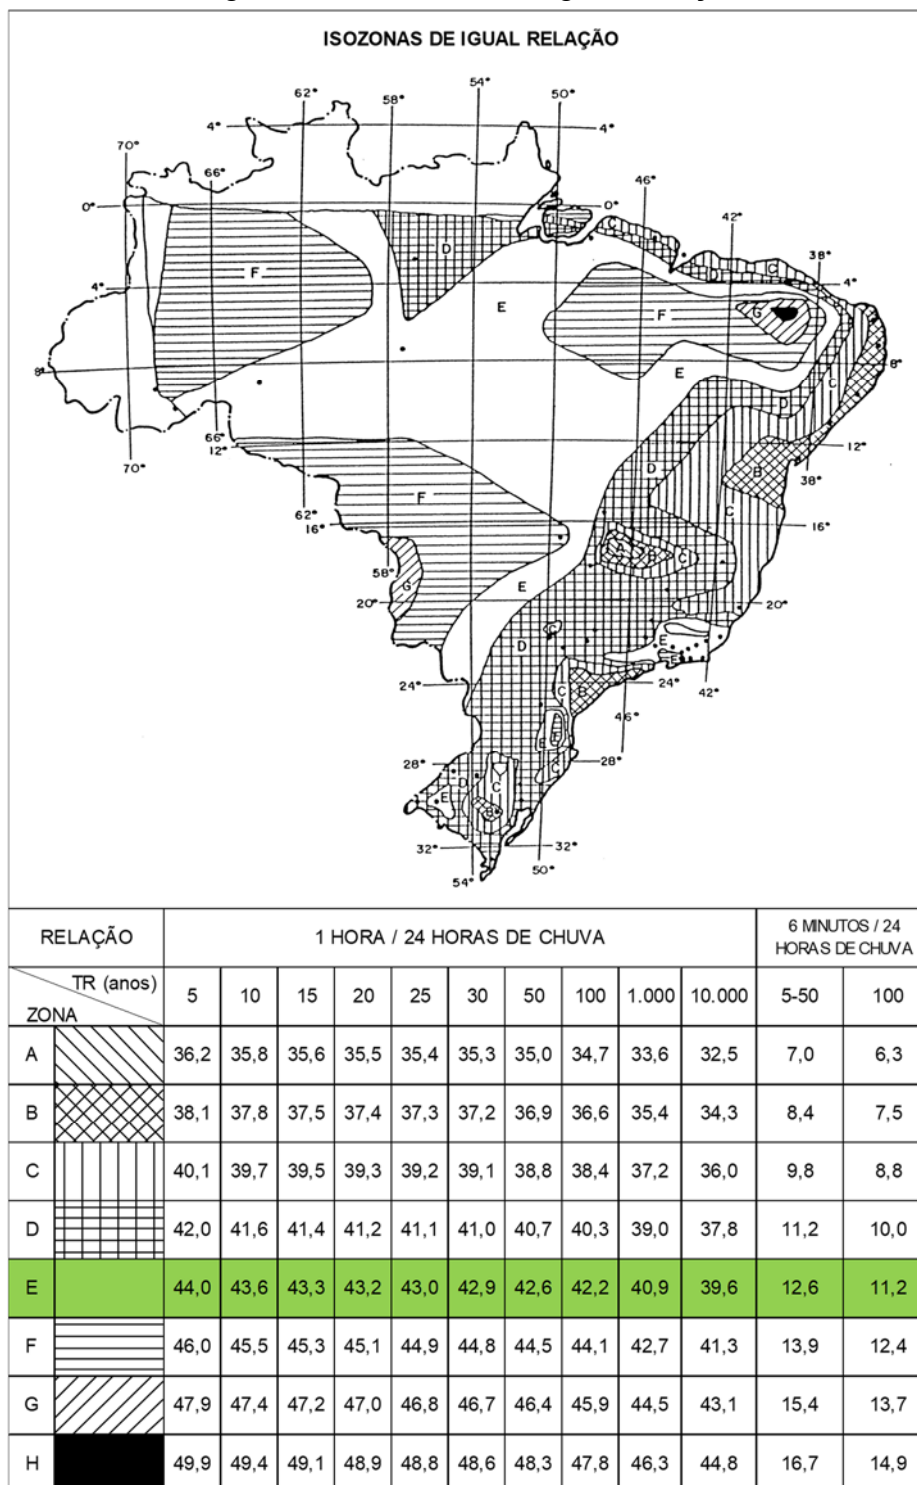 ISOZONAS DE IGUAL RELAÇÃO
54°
62°
58°
50°
4°
4°
70°
66°
46°
0°
0°
42°
D
C
C
D
38°
F
4°
4°
E
F
G
8°
E
C
8°
D
66°
12°
12°
70°
B
38°
D
F
62°
16°
C
16°
A
B
C
58°
G
E
20°
20°
C
E
D
E
24°
C
B
24°
42°
46°
E
F
28°
C
28°
D
C
E
B
32°
32°
54°
50°
RELAÇÃO
1 HORA / 24 HORAS DE CHUVA
6 MINUTOS / 24
HORAS DE CHUVA
TR (anos)
ZONA
5 10 15 20 25 30 50 100 1.000 10.000 5-50 100
A 36,2 35,8 35,6 35,5 35,4 35,3 35,0 34,7 33,6 32,5 7,0 6,3
B 38,1 37,8 37,5 37,4 37,3 37,2 36,9 36,6 35,4 34,3 8,4 7,5
C 40,1 39,7 39,5 39,3 39,2 39,1 38,8 38,4 37,2 36,0 9,8 8,8
D 42,0 41,6 41,4 41,2 41,1 41,0 40,7 40,3 39,0 37,8 11,2 10,0
E 44,0 43,6 43,3 43,2 43,0 42,9 42,6 42,2 40,9 39,6 12,6 11,2
F 46,0 45,5 45,3 45,1 44,9 44,8 44,5 44,1 42,7 41,3 13,9 12,4
G 47,9 47,4 47,2 47,0 46,8 46,7 46,4 45,9 44,5 43,1 15,4 13,7
H 49,9 49,4 49,1 48,9 48,8 48,6 48,3 47,8 46,3 44,8 16,7 14,9